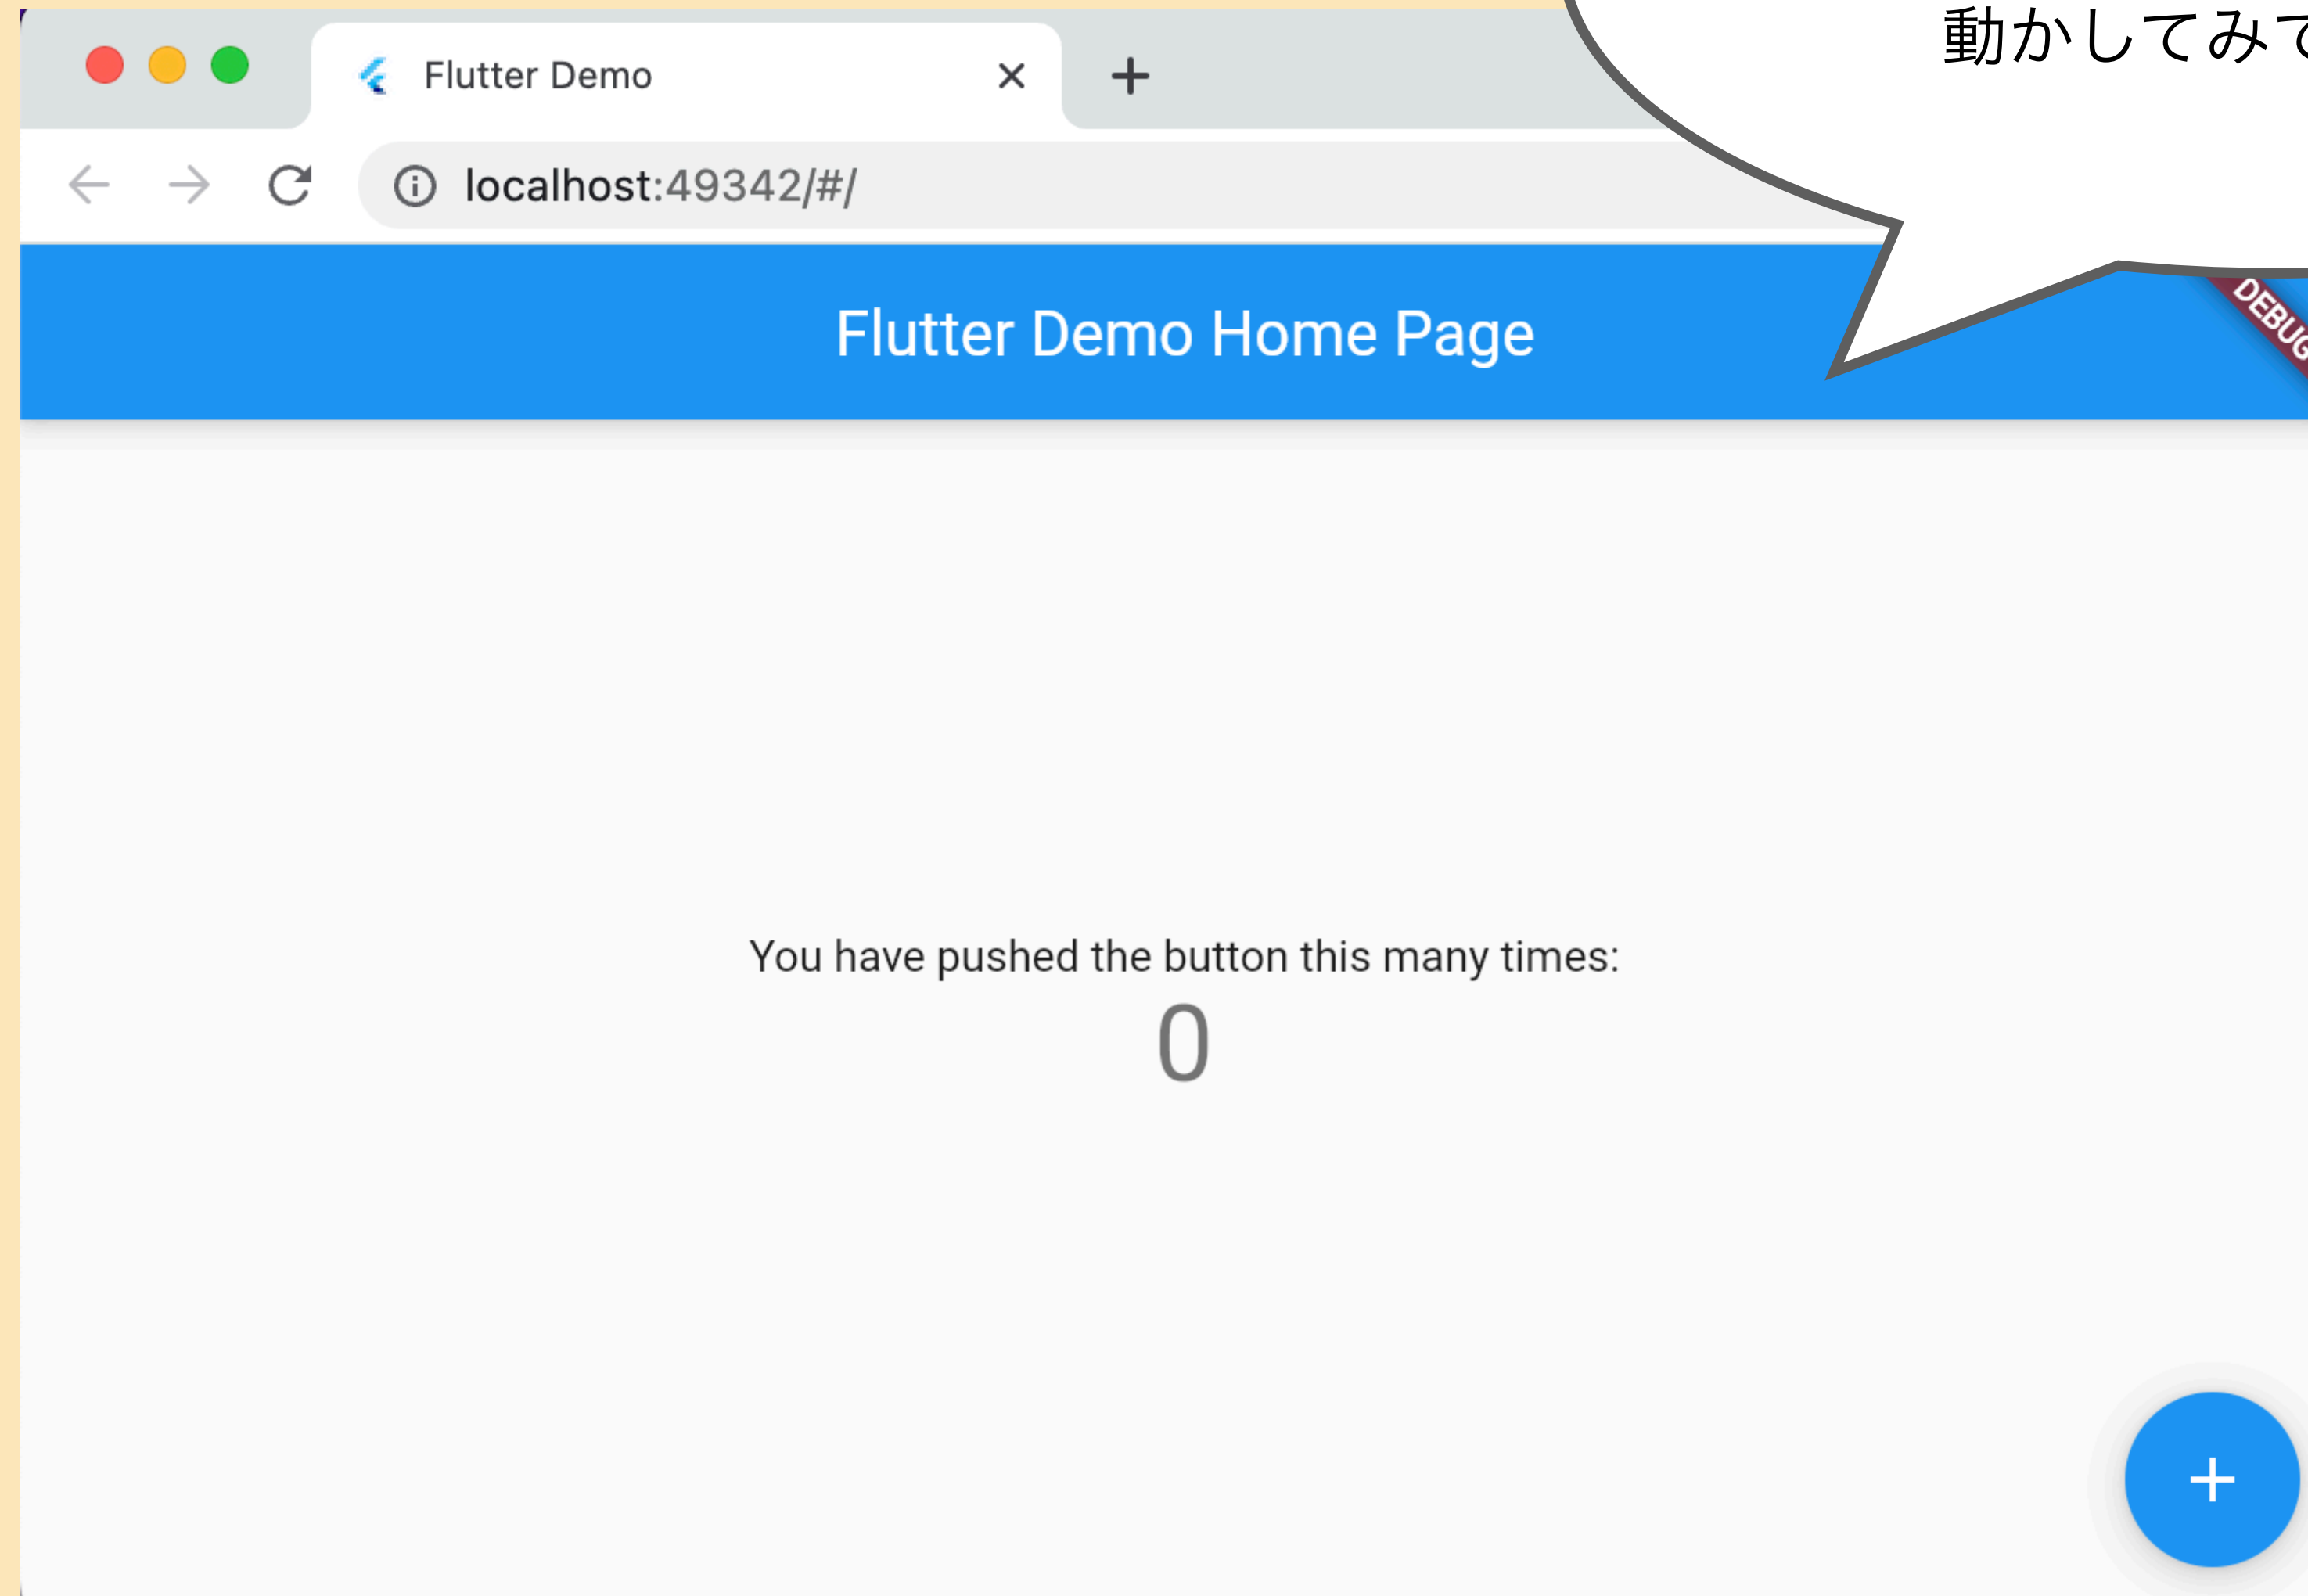 動かしてみて
Flutter Demo
localhost:49342/#/
Flutter Demo Home Page
DEBUG
You have pushed the button this many times:
0